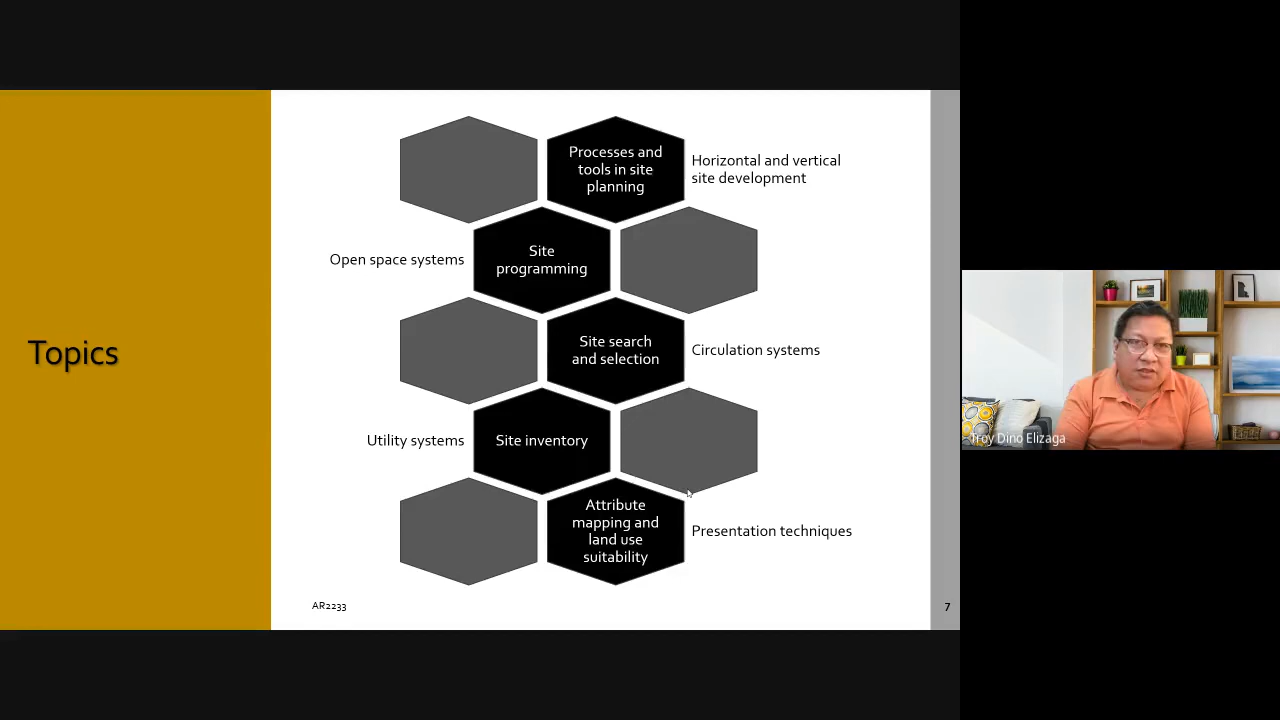 Topics
Processes and
tools in site
planning
Horizontal and vertical
site development
Site
programming
Open space systems
Site search
and selection
Circulation systems
Site inventory
Utility systems
Attribute
mapping and
land use
suitability
Presentation techniques
AR2233
7
Troy Dino Elizaga